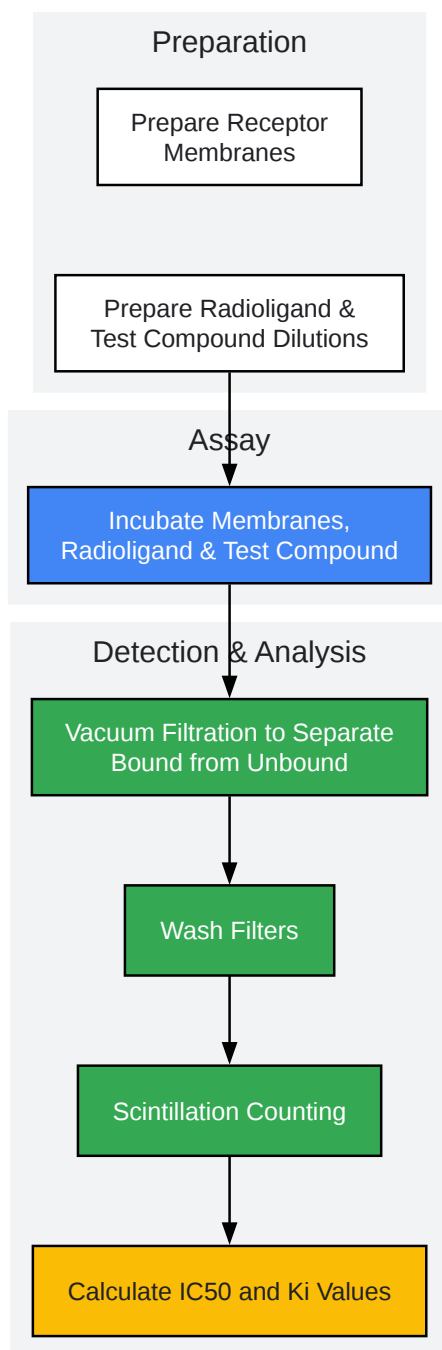 Preparation
Prepare Receptor
Membranes
Prepare Radioligand &
Test Compound Dilutions
Assay
Incubate Membranes,
Radioligand & Test Compound
Detection & Analysis
Vacuum Filtration to Separate
Bound from Unbound
Wash Filters
Scintillation Counting
Calculate IC50 and Ki Values